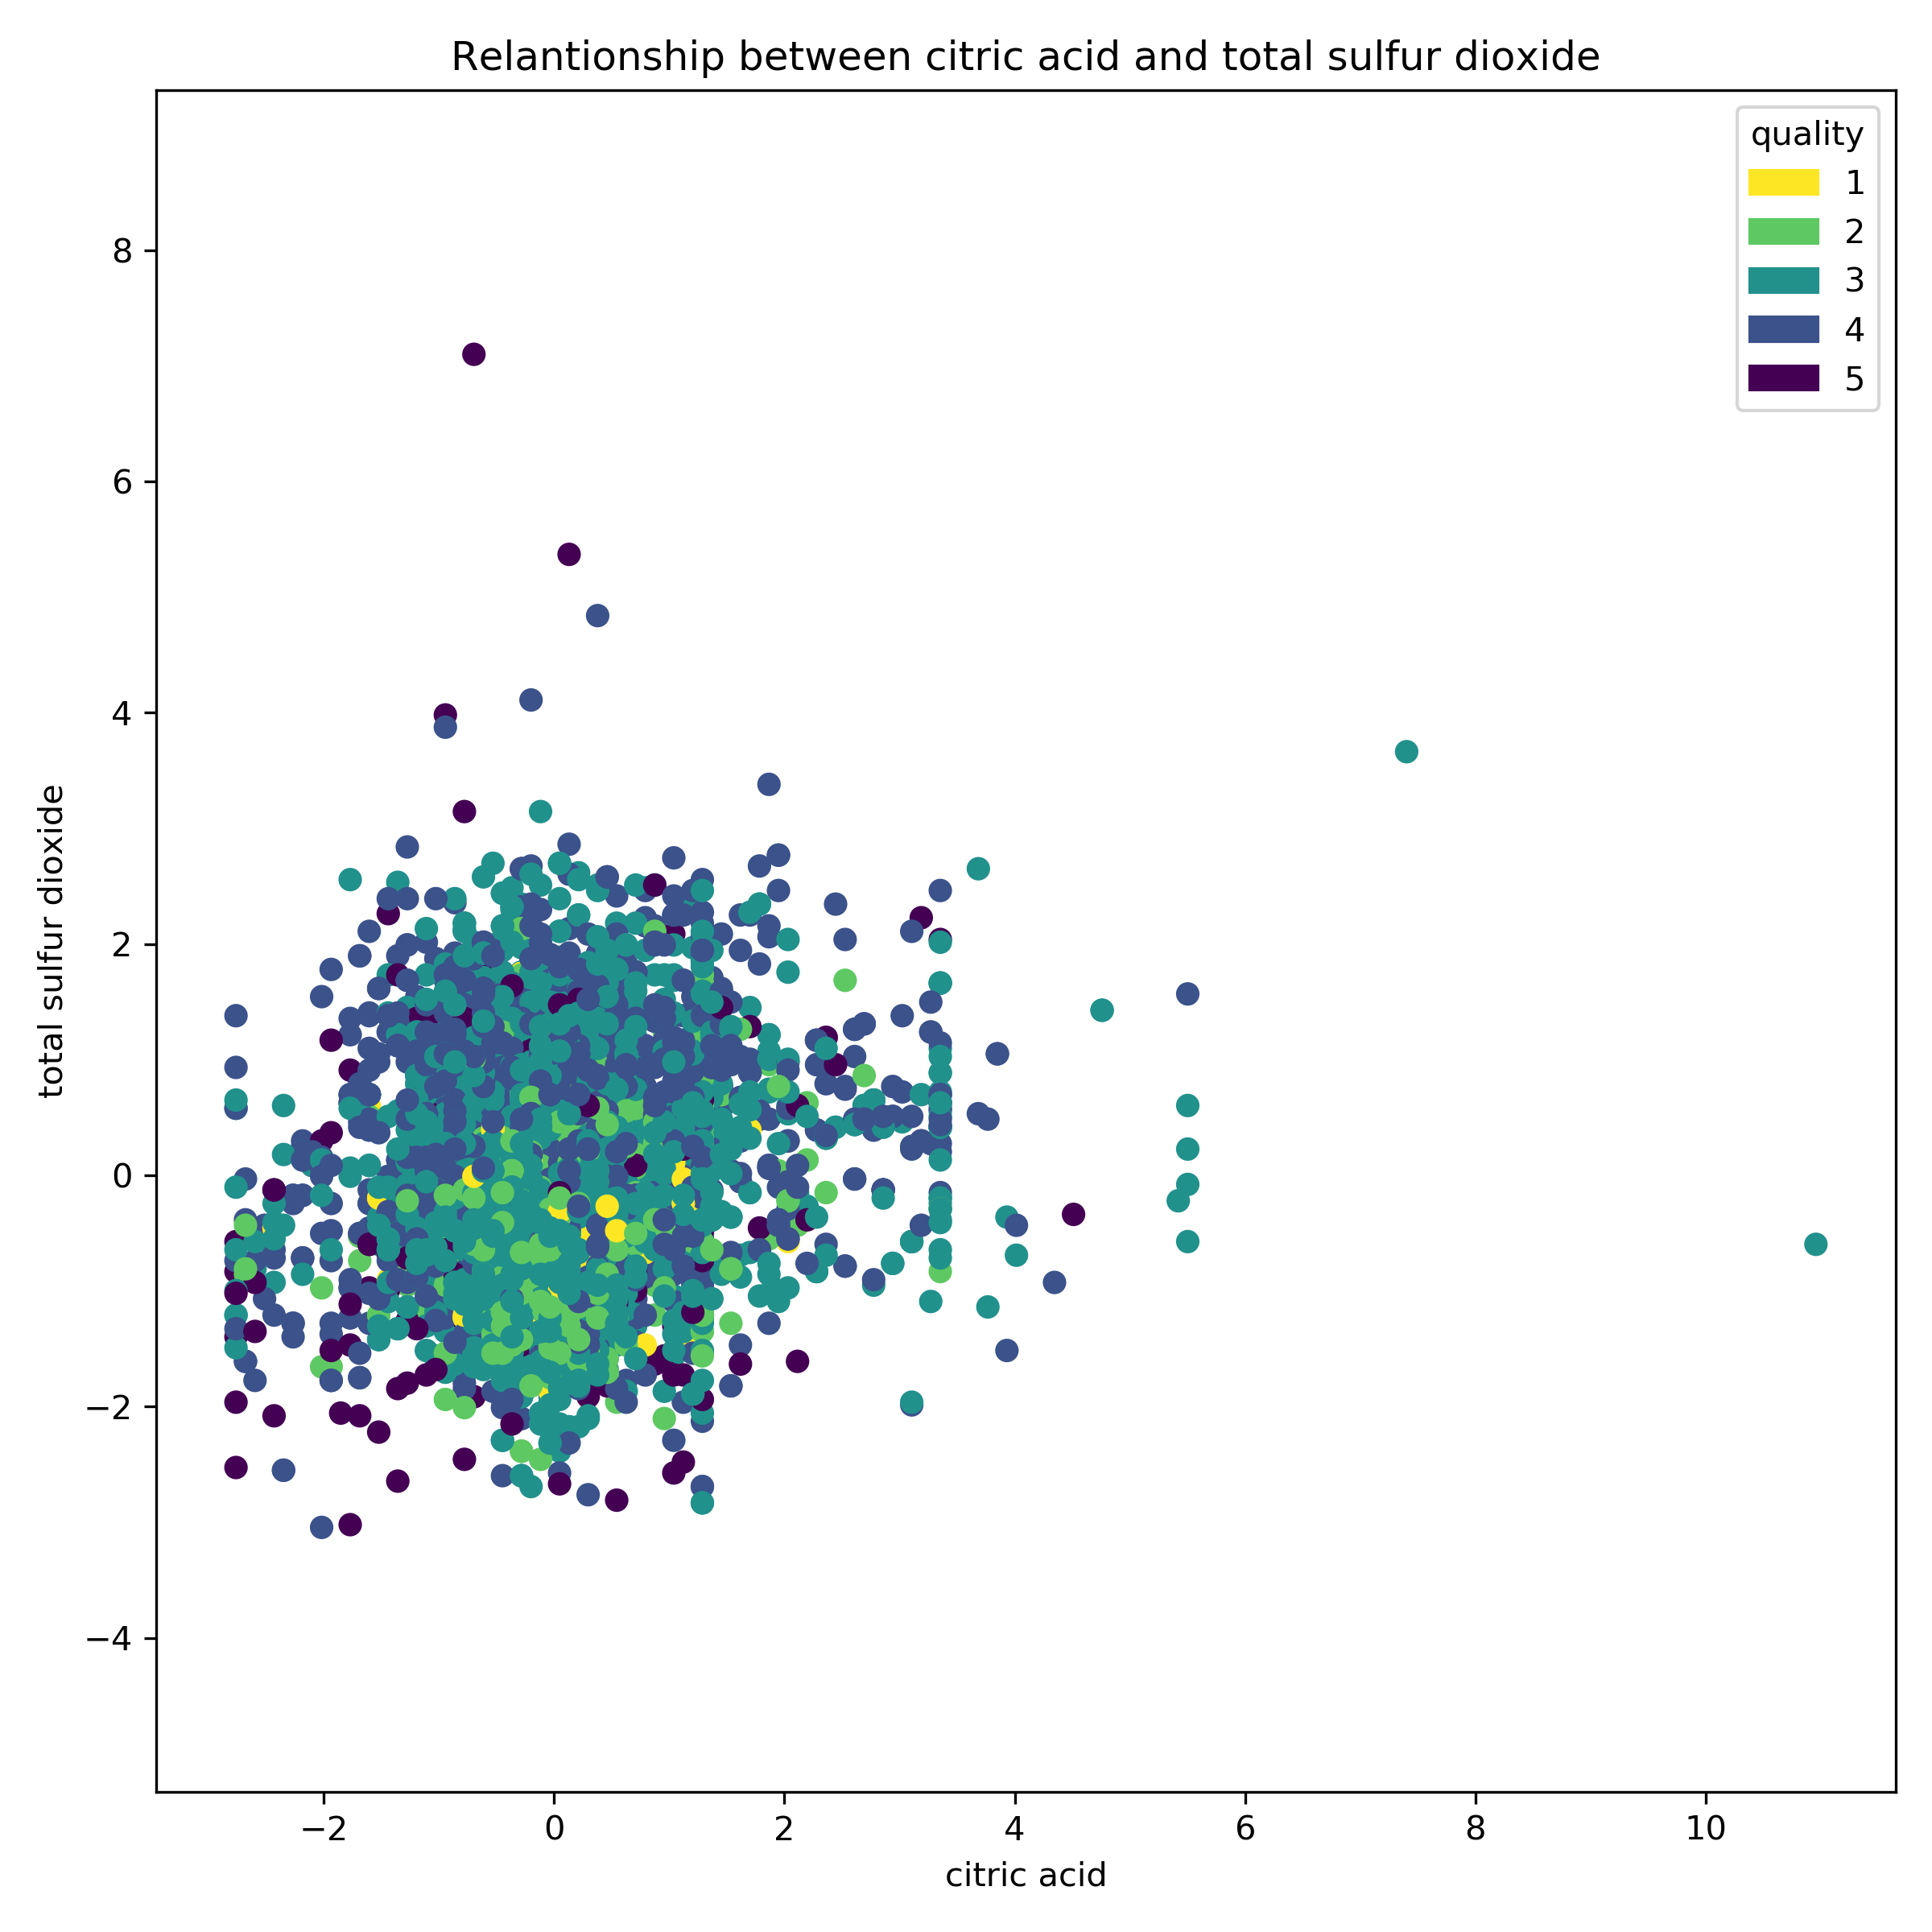 Relantionship between citric acid and total sulfur dioxide
quality
1
2
3
4
5
8
6
4
2
0
−2
−4
total sulfur dioxide
−2 0 2 4 6 8 10
citric acid